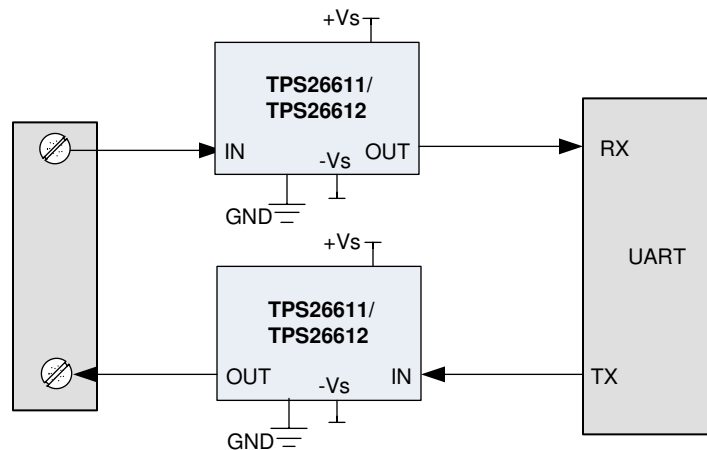 +Vs
TPS26611/
TPS26612
IN
-Vs
OUT
GND
RX
UART
+Vs
TPS26611/
TPS26612
OUT
-Vs
IN
GND
TX